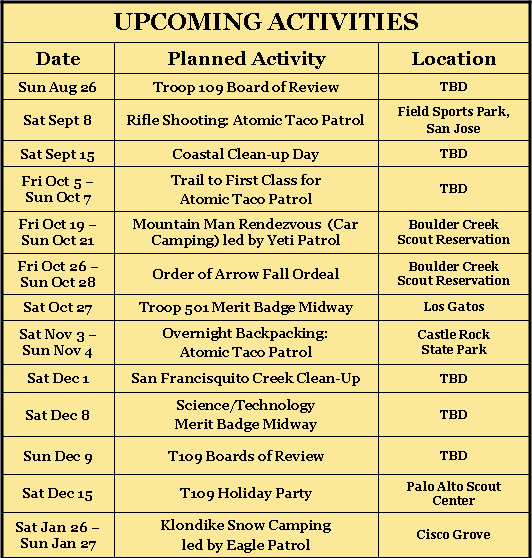 UPCOMING ACTIVITIES
Date Planned Activity Location
Sun Aug 26 Troop 109 Board of Review TBD
Sat Sept 8 Rifle Shooting: Atomic Taco Patrol Field Sports Park,
San Jose
Sat Sept 15 Coastal Clean-up Day TBD
Fri Oct 5 –
Sun Oct 7
Trail to First Class for
Atomic Taco Patrol
TBD
Fri Oct 19 –
Sun Oct 21
Mountain Man Rendezvous (Car
Camping) led by Yeti Patrol
Boulder Creek
Scout Reservation
Fri Oct 26 –
Sun Oct 28
Order of Arrow Fall Ordeal
Boulder Creek
Scout Reservation
Sat Oct 27 Troop 501 Merit Badge Midway Los Gatos
Sat Nov 3 –
Sun Nov 4
Overnight Backpacking:
Atomic Taco Patrol
Castle Rock
State Park
Sat Dec 1 San Francisquito Creek Clean-Up TBD
Sat Dec 8
Science/Technology
Merit Badge Midway
TBD
Sun Dec 9 T109 Boards of Review TBD
Sat Dec 15 T109 Holiday Party
Palo Alto Scout
Center
Sat Jan 26 –
Sun Jan 27
Klondike Snow Camping
led by Eagle Patrol
Cisco Grove